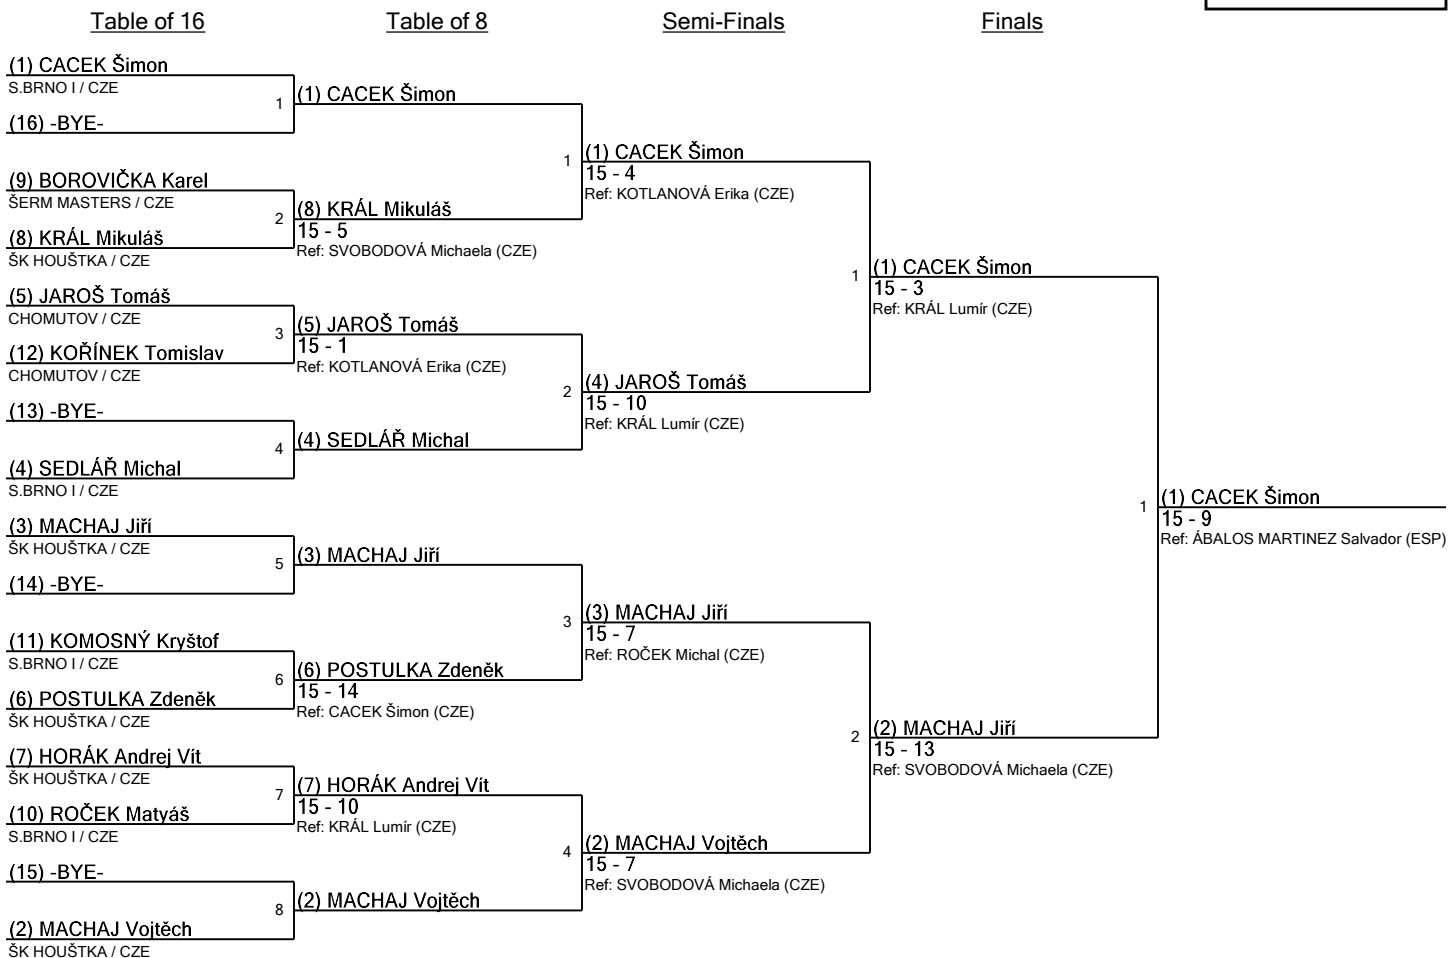 Table of 16
Table of 8
Semi-Finals
Finals
(1) CACEK Šimon
S.BRNO I / CZE
(16) -BYE-
1
(9) BOROVIČKA Karel
ŠERM MASTERS / CZE
(8) KRÁL Mikuláš
ŠK HOUŠTKA / CZE
2
(5) JAROŠ Tomáš
CHOMUTOV / CZE
(12) KOŘÍNEK Tomislav
CHOMUTOV / CZE
3
(13) -BYE-
(4) SEDLÁŘ Michal
S.BRNO I / CZE
4
(3) MACHAJ Jiří
ŠK HOUŠTKA / CZE
(14) -BYE-
5
(11) KOMOSNÝ Kryštof
S.BRNO I / CZE
(6) POSTULKA Zdeněk
ŠK HOUŠTKA / CZE
6
(7) HORÁK Andrej Vít
ŠK HOUŠTKA / CZE
(10) ROČEK Matyáš
S.BRNO I / CZE
7
(15) -BYE-
(2) MACHAJ Vojtěch
ŠK HOUŠTKA / CZE
8
(1) CACEK Šimon
(8) KRÁL Mikuláš
15 - 5
Ref: SVOBODOVÁ Michaela (CZE)
1
(5) JAROŠ Tomáš
15 - 1
Ref: KOTLANOVÁ Erika (CZE)
(4) SEDLÁŘ Michal
2
(3) MACHAJ Jiří
(6) POSTULKA Zdeněk
15 - 14
Ref: CACEK Šimon (CZE)
3
(7) HORÁK Andrej Vít
15 - 10
Ref: KRÁL Lumír (CZE)
(2) MACHAJ Vojtěch
4
(1) CACEK Šimon
15 - 4
Ref: KOTLANOVÁ Erika (CZE)
(4) JAROŠ Tomáš
15 - 10
Ref: KRÁL Lumír (CZE)
1
(3) MACHAJ Jiří
15 - 7
Ref: ROČEK Michal (CZE)
(2) MACHAJ Vojtěch
15 - 7
Ref: SVOBODOVÁ Michaela (CZE)
2
(1) CACEK Šimon
15 - 3
Ref: KRÁL Lumír (CZE)
(2) MACHAJ Jiří
15 - 13
Ref: SVOBODOVÁ Michaela (CZE)
1
(1) CACEK Šimon
15 - 9
Ref: ÁBALOS MARTINEZ Salvador (ESP)